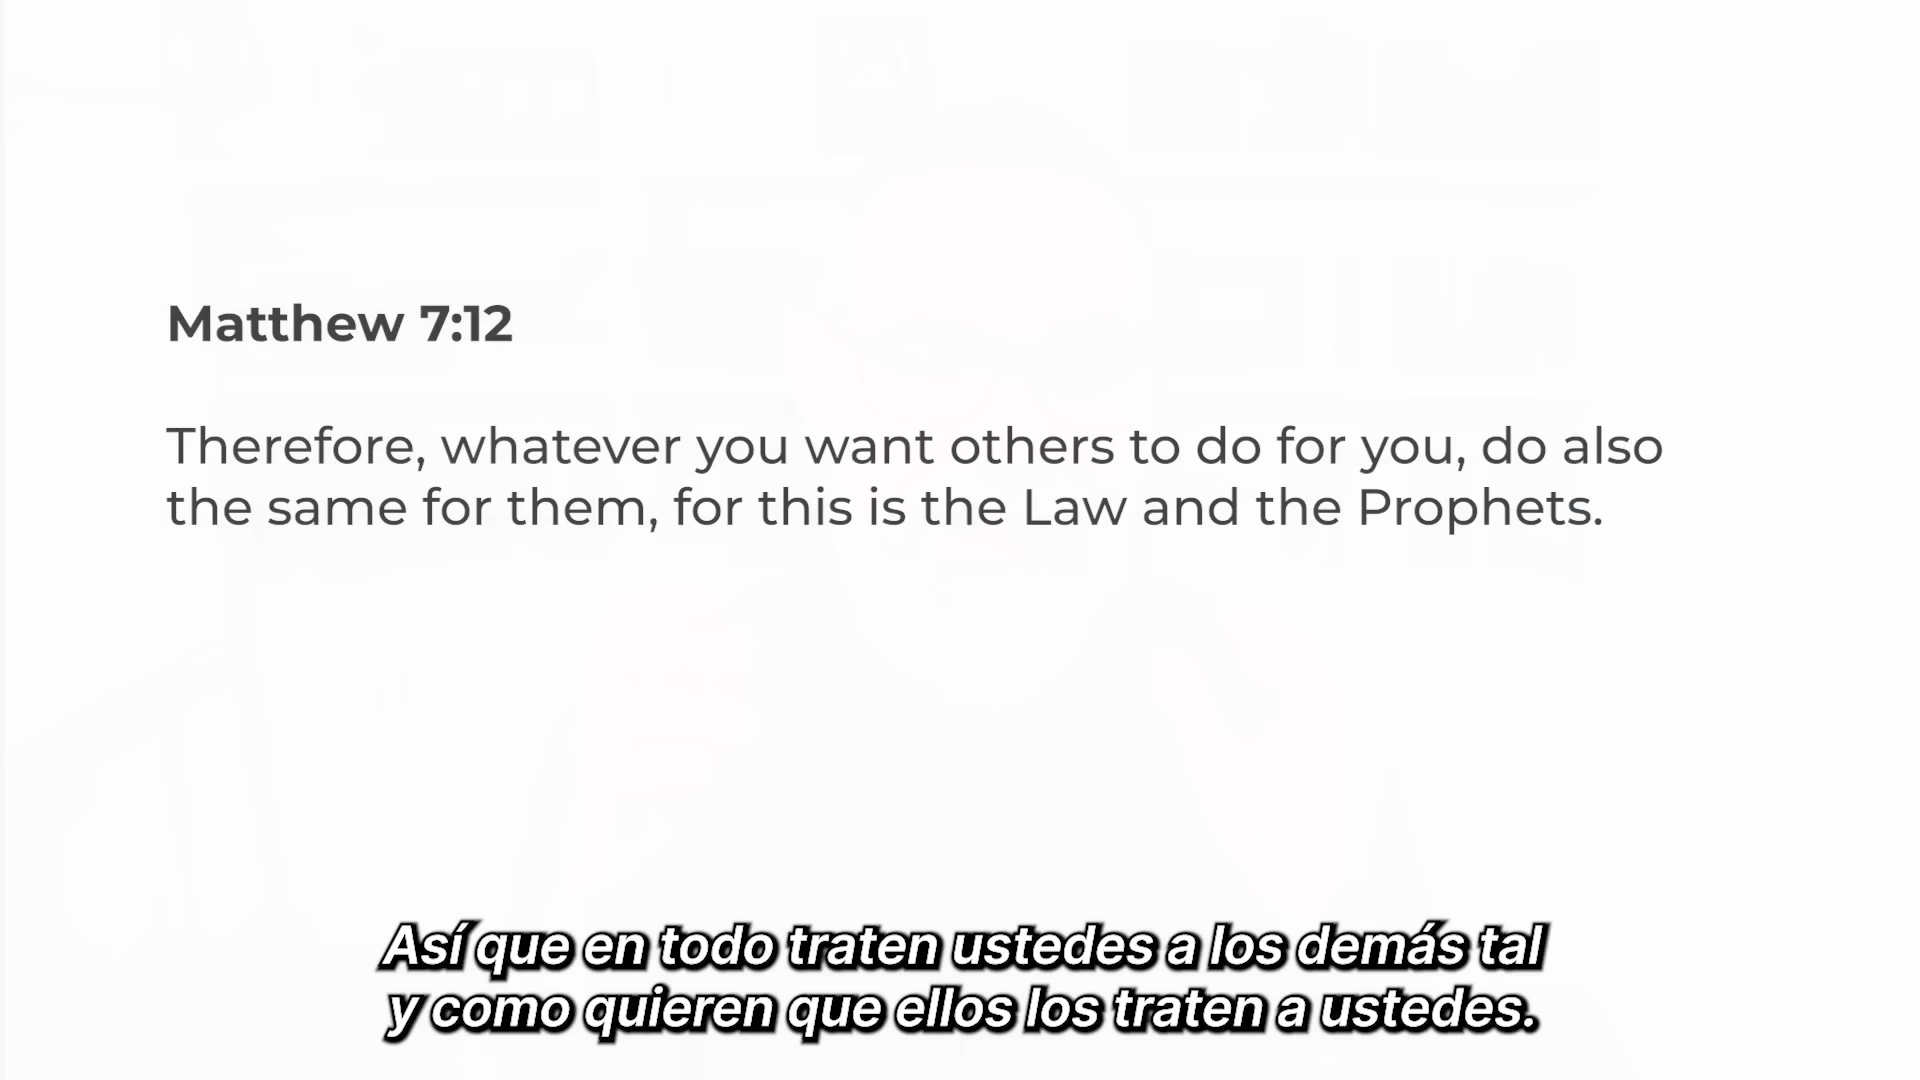 Matthew 7:12
Therefore, whatever you want others to do for you, do also
the same for them, for this is the Law and the Prophets.
Así que en todo traten ustedes a los demás tal
y como quieren que ellos los traten a ustedes.